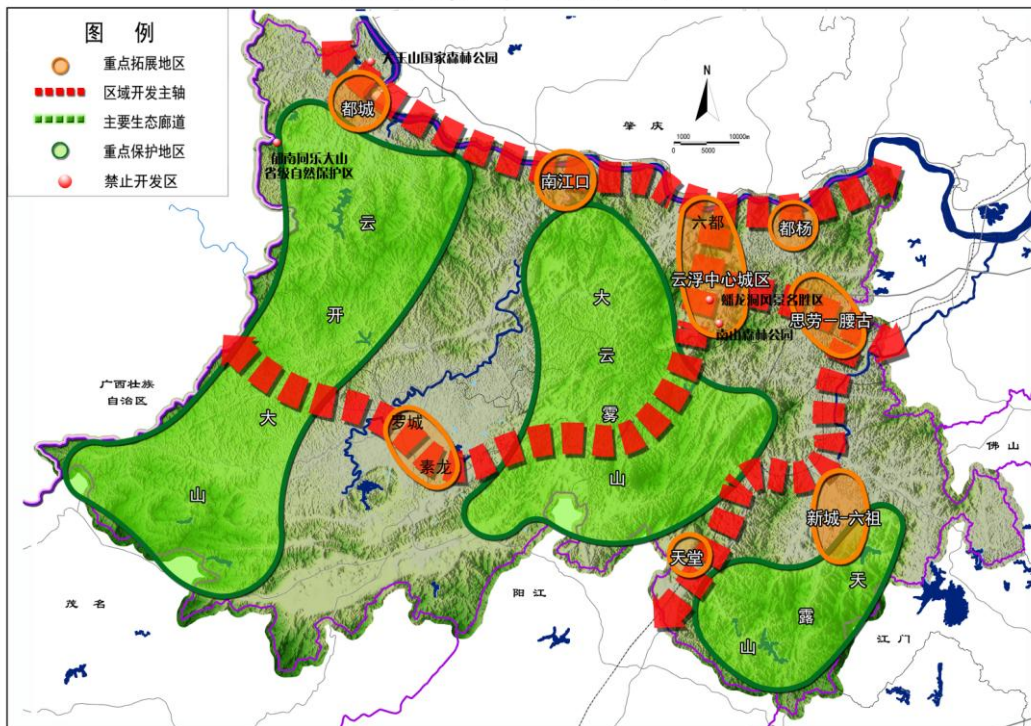 图 例
重点拓展地区
区域开发主轴
主要生态廊道
重点保护地区
禁止开发区
大王山国家森林公园
都城
郁南同乐大山
省级自然保护区
肇庆
N
1000
10000m
0
5000
南江口
六都
都杨
云浮中心城区
蟠龙洞风景名胜区
南山森林公园
思劳一腰古
云
开
大
山
大
云
雾
山
广西壮族
自治区
罗城
素龙
佛山
新城-六祖
天堂
天
露
山
茂名
阳江
江门